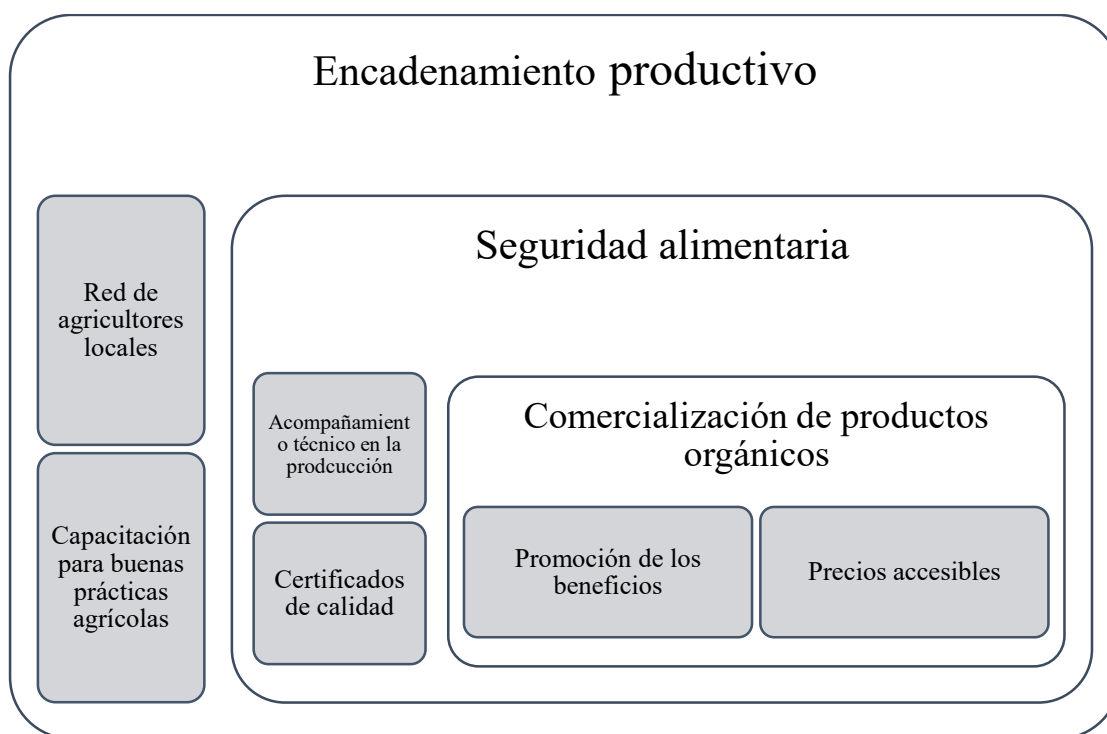 Encadenamiento productivo
Seguridad alimentaria
Red de
agricultores
locales
Capacitación
para buenas
prácticas
agrícolas
Acompañamient
o técnico en la
prodcucción
Certificados
de calidad
Comercialización de productos
orgánicos
Promoción de los
beneficios
Precios accesibles